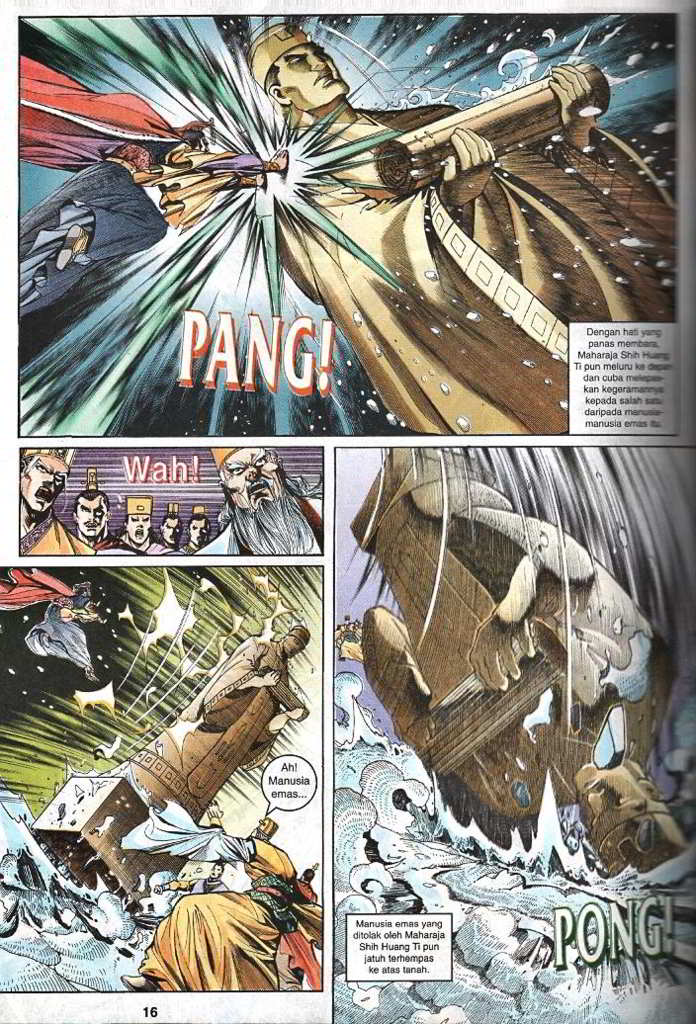 PANG!
Dengan hati yang
panas membara,
Maharaja Shih Huang
Ti pun meluru ke depan
dan cuba melepas-
kan kegeramannya
kepada salah satu
daripada manusia-
manusia emas itu.
Wah!
Ah!
Manusia
emas...
PONG!
Manusia emas yang
ditolak oleh Maharaja
Shih Huang Ti pun
jatuh terhempas
ke atas tanah.
16